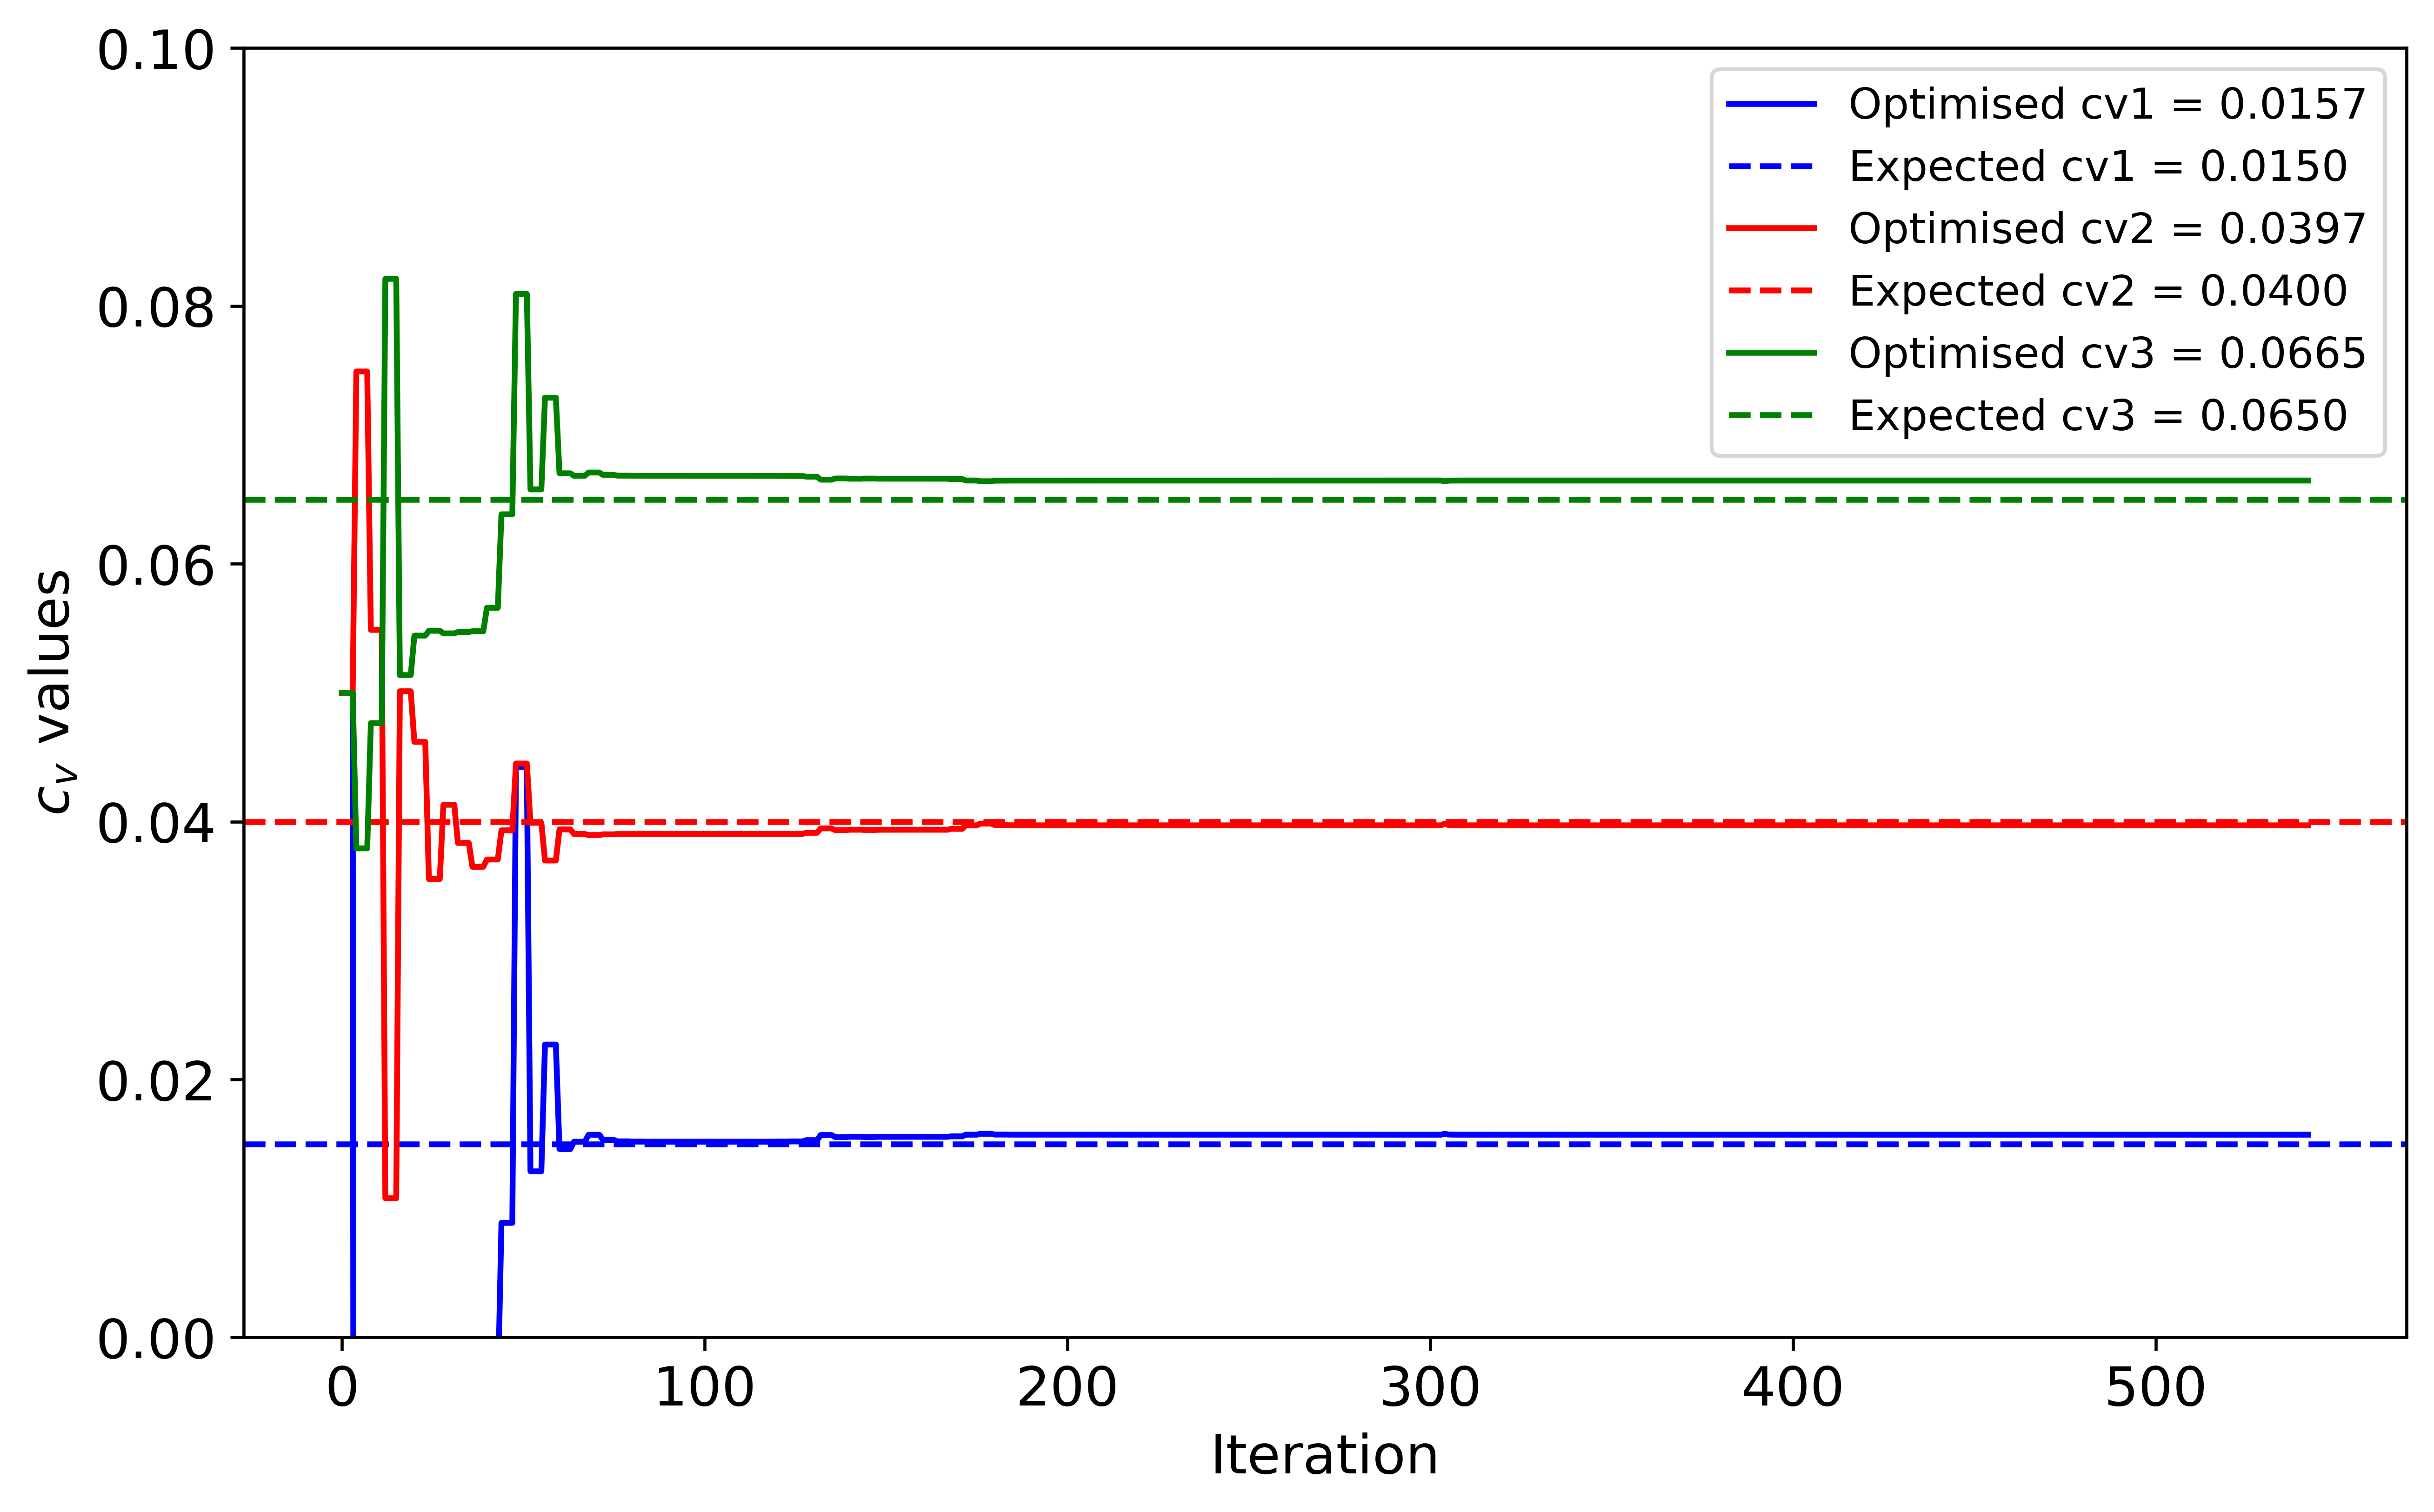 0.10
0.08
0.06
0.04
0.02
0.00
c_v values
0
100
200
300
400
500
Iteration
Optimised cv1 = 0.0157
Expected cv1 = 0.0150
Optimised cv2 = 0.0397
Expected cv2 = 0.0400
Optimised cv3 = 0.0665
Expected cv3 = 0.0650